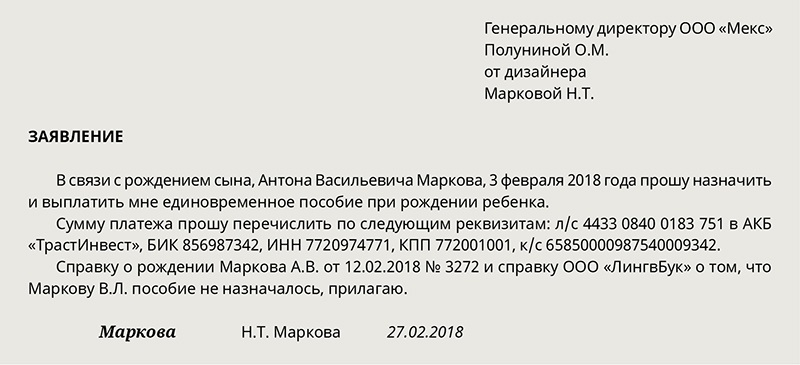 Генеральному директору ООО «Мекс»
Полуниной О.М.
от дизайнера
Марковой Н.Т.
ЗАЯВЛЕНИЕ
В связи с рождением сына, Антона Васильевича Маркова, 3 февраля 2018 года прошу назначить
и выплатить мне единовременное пособие при рождении ребенка.
Сумму платежа прошу перечислить по следующим реквизитам: л/с 4433 0840 0183 751 в АКБ
«ТрастИнвест», БИК 856987342, ИНН 7720974771, КПП 772001001, к/с 65850000987540009342.
Справку о рождении Маркова А.В. от 12.02.2018 № 3272 и справку ООО «ЛингвБук» о том, что
Маркову В.Л. пособие не назначалось, прилагаю.
Маркова Н.Т. Маркова 27.02.2018